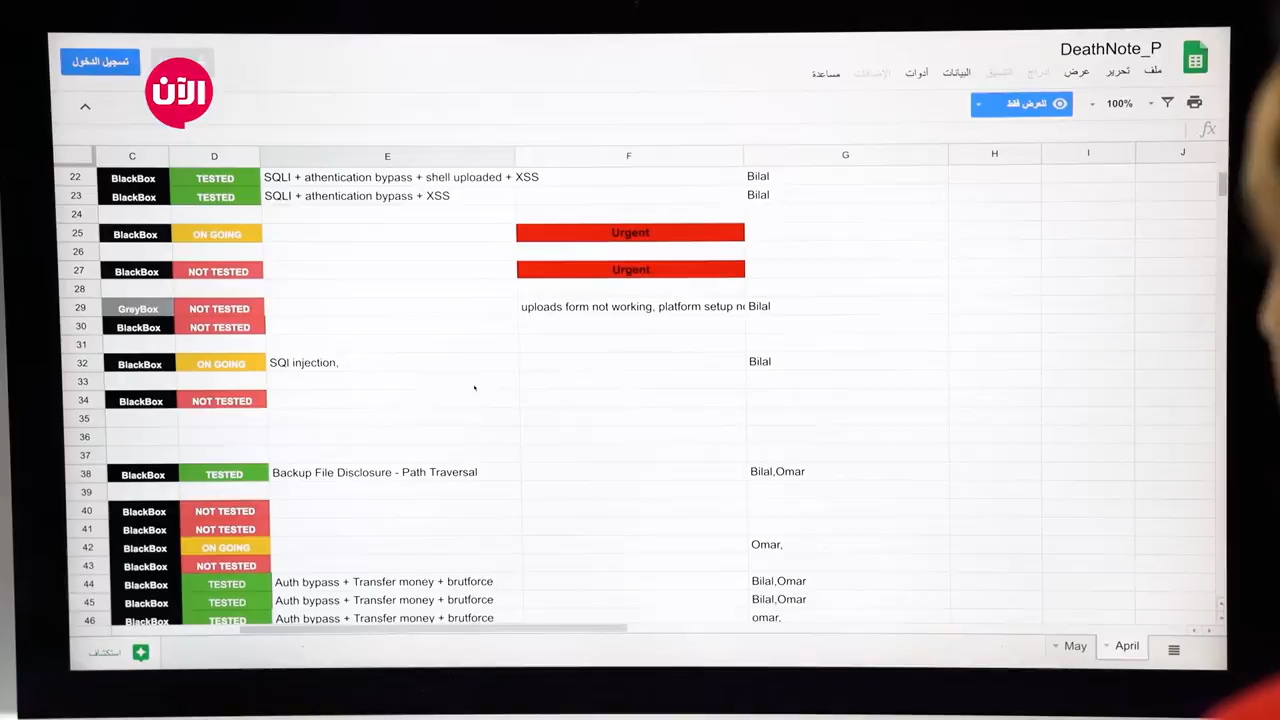 DeathNote_P
تسجيل الدخول
الآن
ملف تحرير عرض إدراج التنسيق البيانات أدوات الإضافات مساعدة
100% للعرض فقط
fx
C D E F G H I J
22 BlackBox TESTED SQLI + athentication bypass + shell uploaded + XSS Bilal
23 BlackBox TESTED SQLI + athentication bypass + XSS Bilal
24
25 BlackBox ON GOING Urgent
26
27 BlackBox NOT TESTED Urgent
28
29 GreyBox NOT TESTED uploads form not working, platform setup no Bilal
30 BlackBox NOT TESTED
31
32 BlackBox ON GOING SQl injection, Bilal
33
34 BlackBox NOT TESTED
35
36
37
38 BlackBox TESTED Backup File Disclosure - Path Traversal Bilal,Omar
39
40 BlackBox NOT TESTED
41 BlackBox NOT TESTED
42 BlackBox ON GOING Omar,
43 BlackBox NOT TESTED
44 BlackBox TESTED Auth bypass + Transfer money + brutforce Bilal,Omar
45 BlackBox TESTED Auth bypass + Transfer money + brutforce Bilal,Omar
46 BlackBox TESTED Auth bypass + Transfer money + brutforce omar,
استكشاف May April